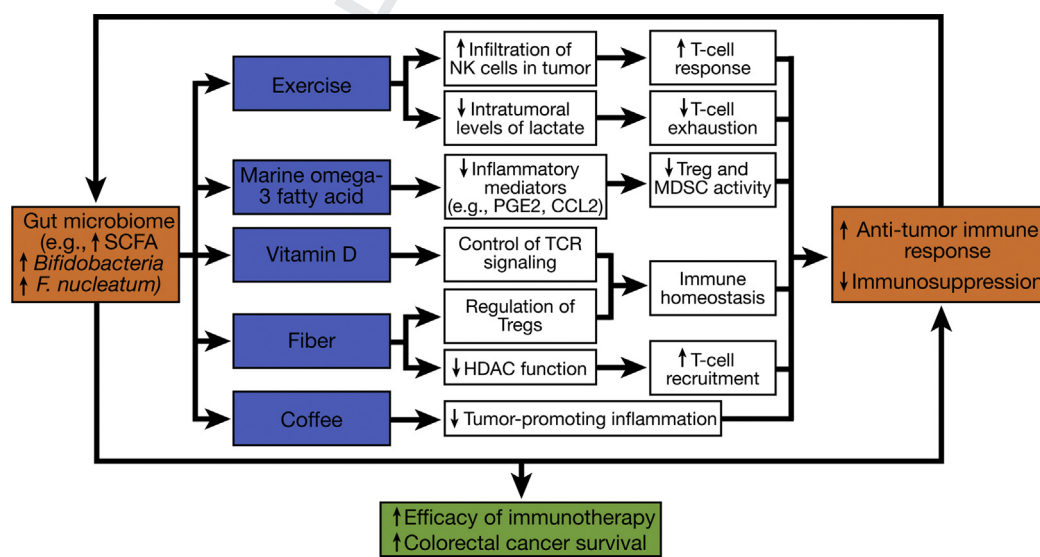 Exercise
↑ Infiltration of
NK cells in tumor
↑ T-cell
response
↓ Intratumoral
levels of lactate
↓ T-cell
exhaustion
Marine omega-
3 fatty acid
↓ Inflammatory
mediators
(e.g., PGE2, CCL2)
↓ Treg and
MDSC activity
Gut microbiome
(e.g., ↑ SCFA
↑ Bifidobacteria
↑ F. nucleatum)
Vitamin D
Control of TCR
signaling
Immune
homeostasis
Regulation of
Tregs
Fiber
↓ HDAC function
↑ T-cell
recruitment
Coffee
↓ Tumor-promoting inflammation
↑ Anti-tumor immune
response
↓ Immunosuppression
↑ Efficacy of immunotherapy
↑ Colorectal cancer survival